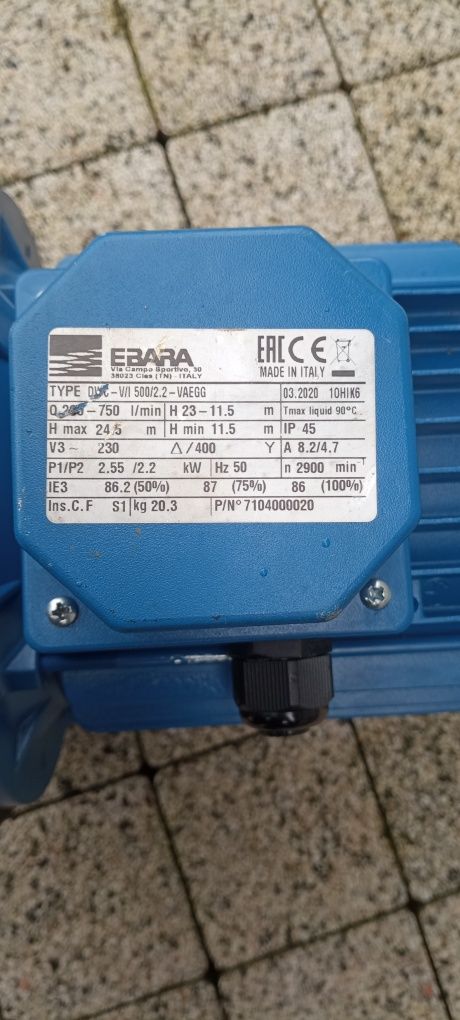 EBARA
Via Campo Sportivo, 30
38023 Cles (TN) - ITALY
EAC CE
MADE IN ITALY
TYPE -V/I 500/2.2-VAEGG 03.2020 10HIK6
Q -750 l/min H 23-11.5 m Tmax liquid 90°C
H max 24.5 m H min 11.5 m IP 45
V3~ 230 Δ/400 Y A 8.2/4.7
P1/P2 2.55 /2.2 kW Hz 50 n 2900 min⁻¹
IE3 86.2 (50%) 87 (75%) 86 (100%)
Ins.C.F S1 kg 20.3 P/N° 7104000020